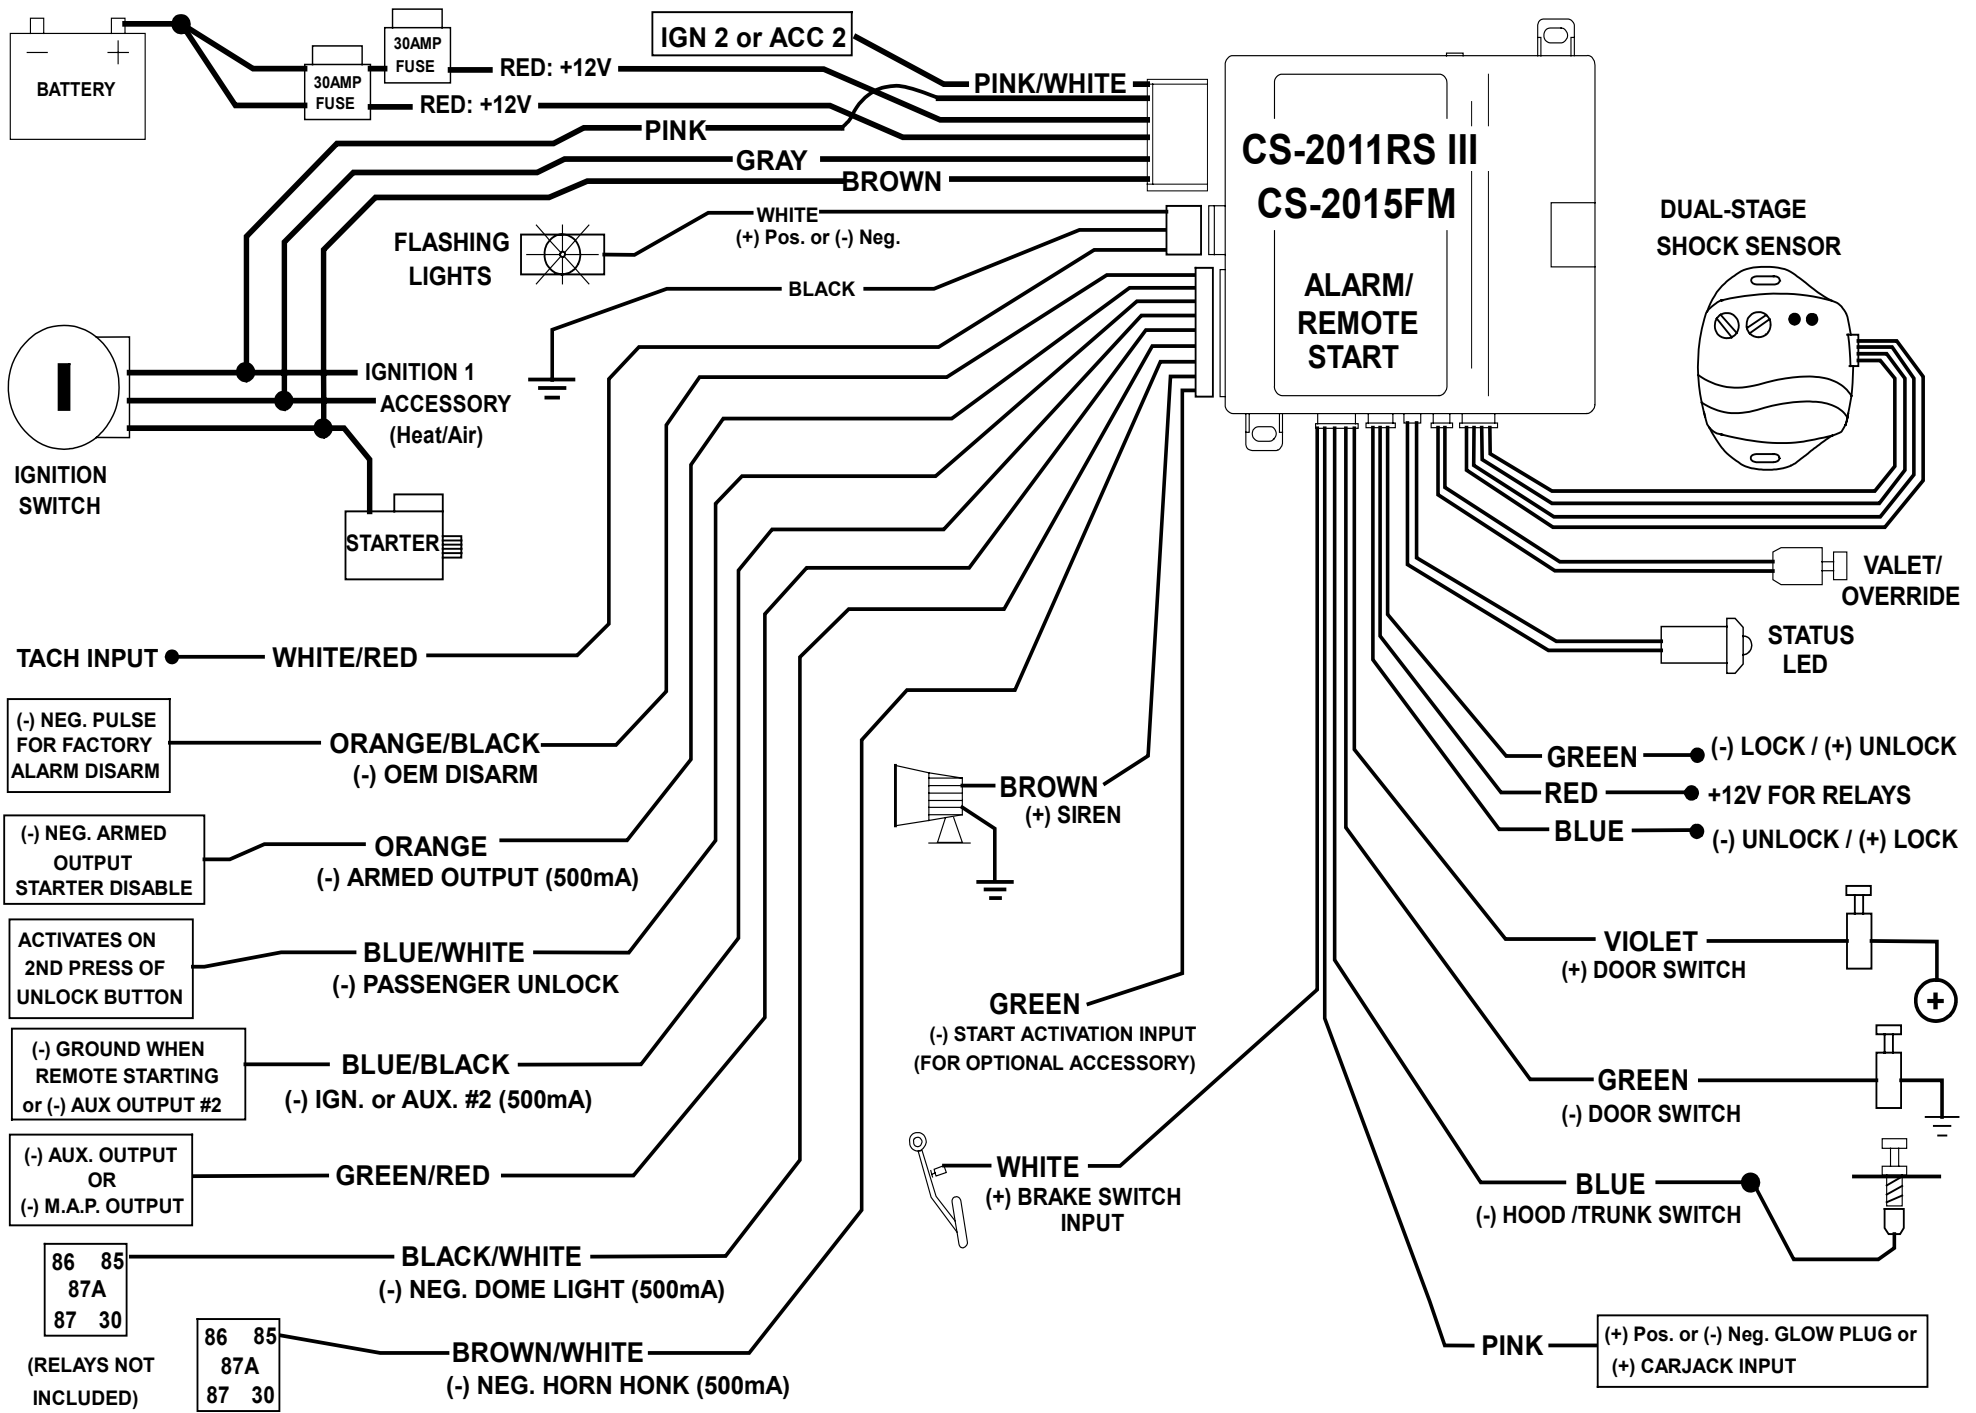 BATTERY
30AMP
FUSE
30AMP
FUSE
RED: +12V
RED: +12V
IGN 2 or ACC 2
PINK/WHITE
PINK
GRAY
BROWN
WHITE
(+) Pos. or (-) Neg.
FLASHING
LIGHTS
BLACK
CS-2011RS III
CS-2015FM
ALARM/
REMOTE
START
DUAL-STAGE
SHOCK SENSOR
IGNITION 1
ACCESSORY
(Heat/Air)
IGNITION
SWITCH
STARTER
VALET/
OVERRIDE
STATUS
LED
TACH INPUT
WHITE/RED
(-) NEG. PULSE
FOR FACTORY
ALARM DISARM
ORANGE/BLACK
(-) OEM DISARM
(-) NEG. ARMED
OUTPUT
STARTER DISABLE
ORANGE
(-) ARMED OUTPUT (500mA)
ACTIVATES ON
2ND PRESS OF
UNLOCK BUTTON
BLUE/WHITE
(-) PASSENGER UNLOCK
(-) GROUND WHEN
REMOTE STARTING
or (-) AUX OUTPUT #2
BLUE/BLACK
(-) IGN. or AUX. #2 (500mA)
(-) AUX. OUTPUT
OR
(-) M.A.P. OUTPUT
GREEN/RED
86 85
87A
87 30
BLACK/WHITE
(-) NEG. DOME LIGHT (500mA)
(RELAYS NOT
INCLUDED)
86 85
87A
87 30
BROWN/WHITE
(-) NEG. HORN HONK (500mA)
BROWN
(+) SIREN
GREEN
(-) START ACTIVATION INPUT
(FOR OPTIONAL ACCESSORY)
WHITE
(+) BRAKE SWITCH
INPUT
GREEN
(-) LOCK / (+) UNLOCK
RED
+12V FOR RELAYS
BLUE
(-) UNLOCK / (+) LOCK
VIOLET
(+) DOOR SWITCH
+
GREEN
(-) DOOR SWITCH
BLUE
(-) HOOD /TRUNK SWITCH
PINK
(+) Pos. or (-) Neg. GLOW PLUG or
(+) CARJACK INPUT